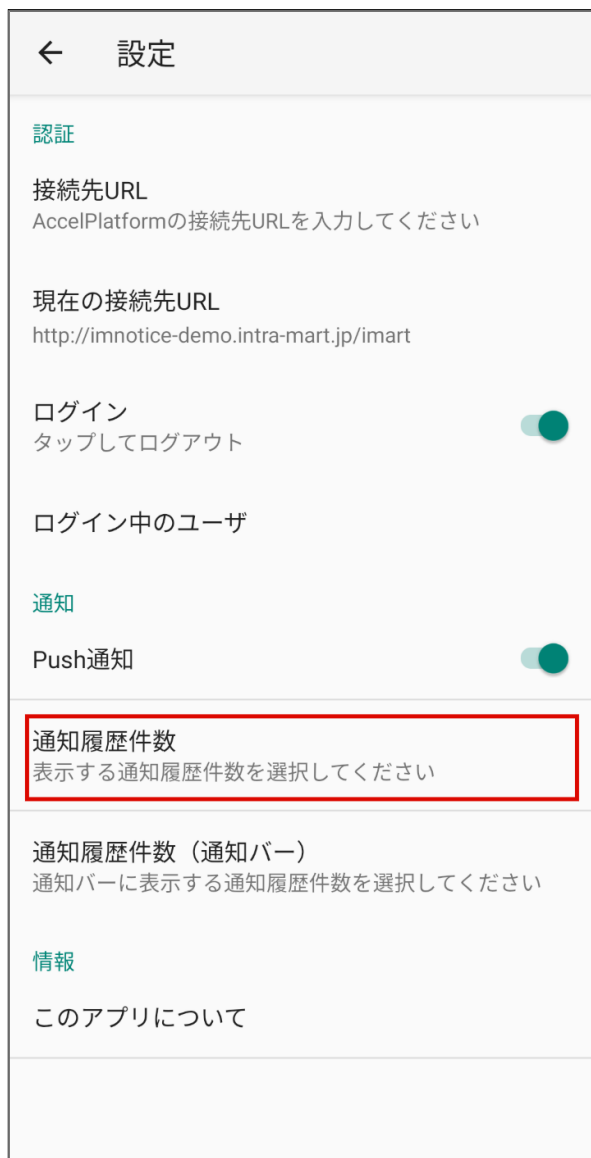 設定
認証
接続先URL
AccelPlatformの接続先URLを入力してください
現在の接続先URL
http://imnotice-demo.intra-mart.jp/imart
ログイン
タップしてログアウト
ログイン中のユーザ
通知
Push通知
通知履歴件数
表示する通知履歴件数を選択してください
通知履歴件数（通知バー）
通知バーに表示する通知履歴件数を選択してください
情報
このアプリについて